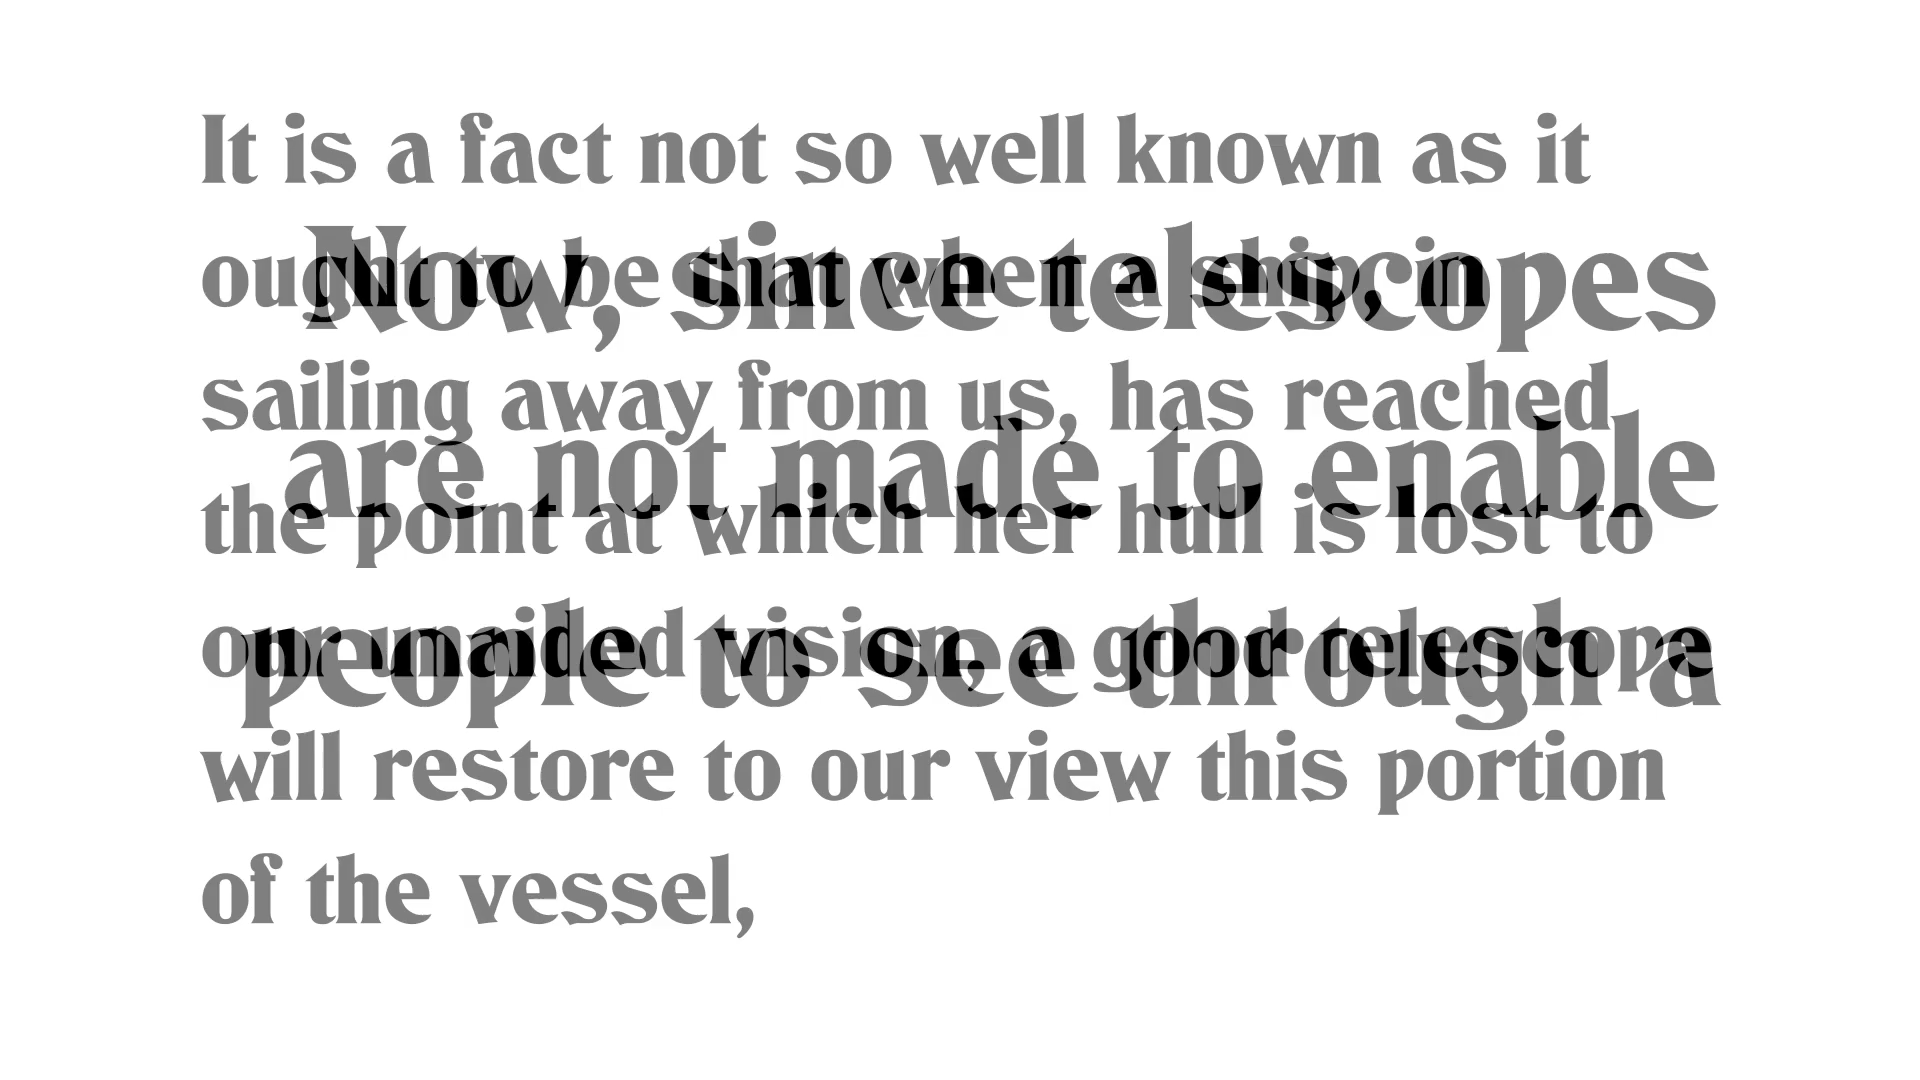 It is a fact not so well known as it
ought to be that when a ship, in
sailing away from us, has reached
the point at which her hull is lost to
our unaided vision, a good telescope
will restore to our view this portion
of the vessel,
Now, since telescopes
are not made to enable
people to see through a